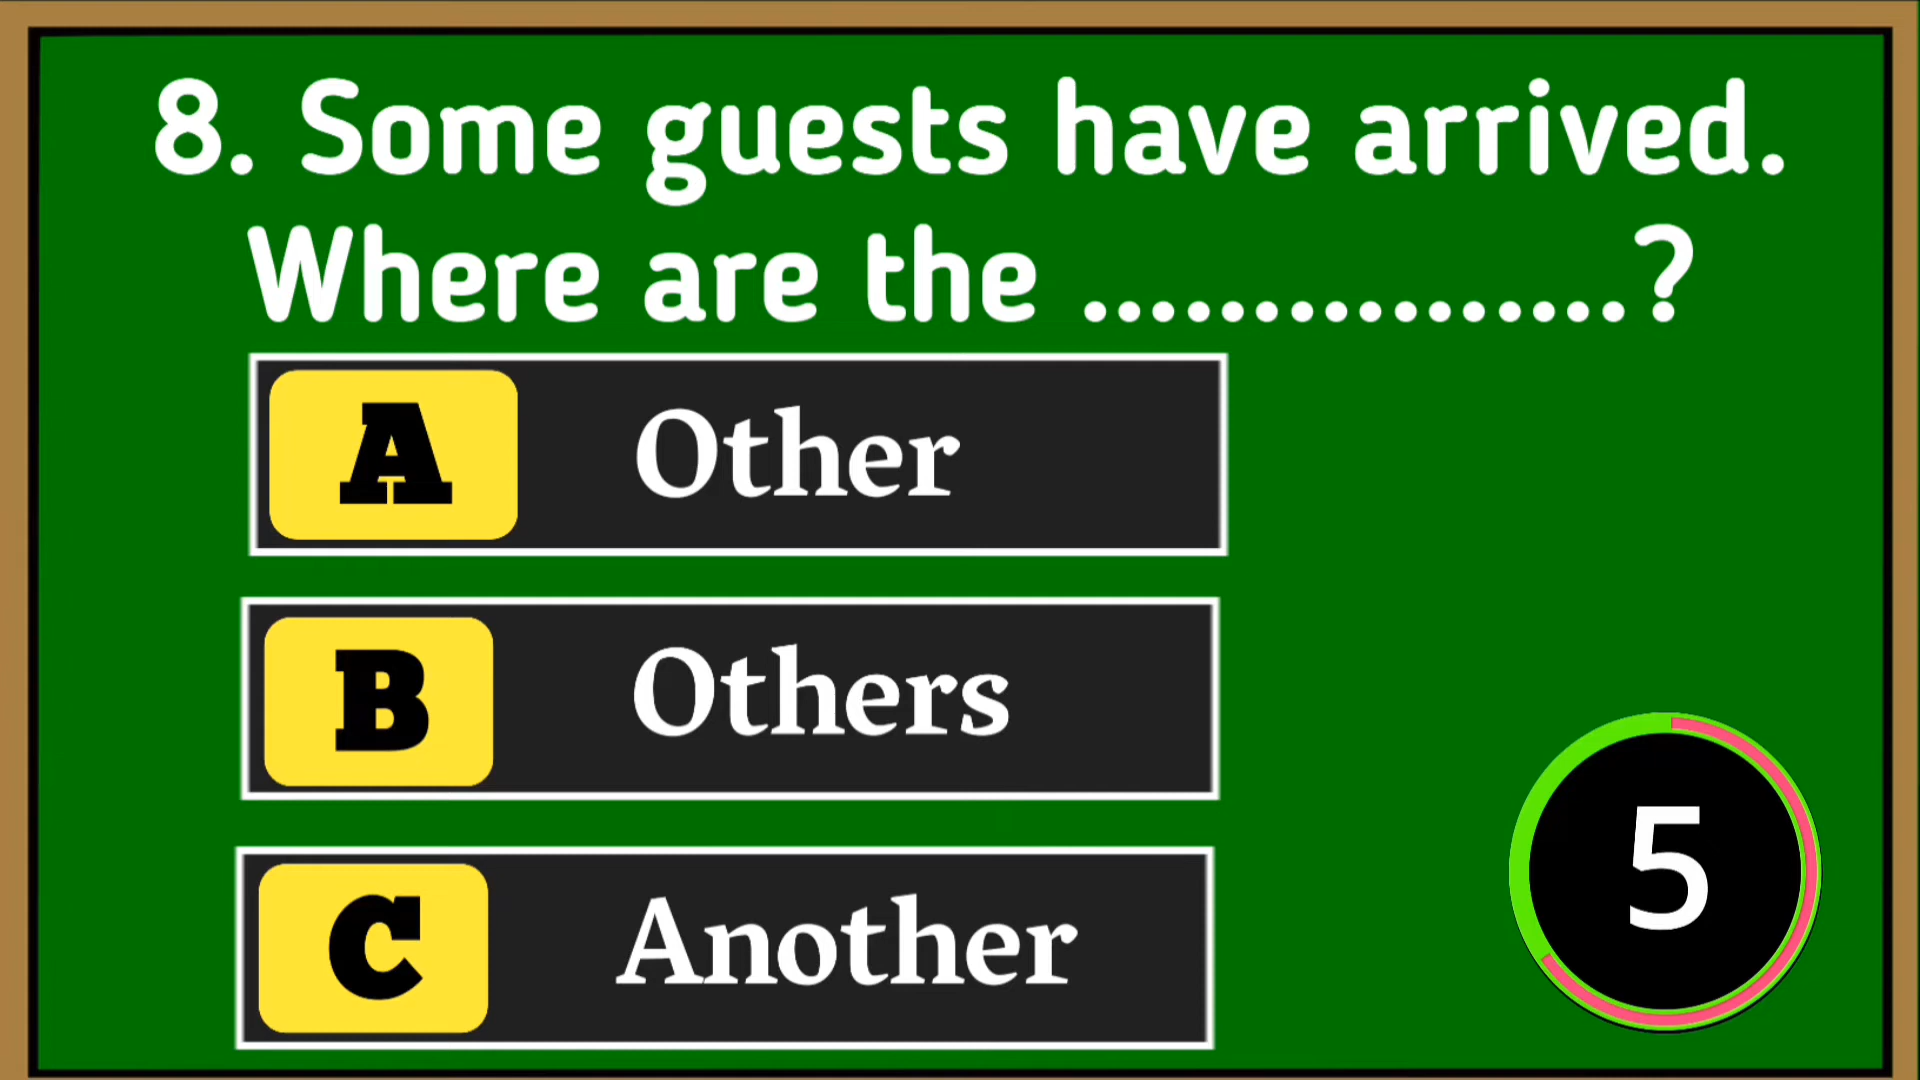 8. Some guests have arrived.
Where are the ................?
A Other
B Others
C Another
5